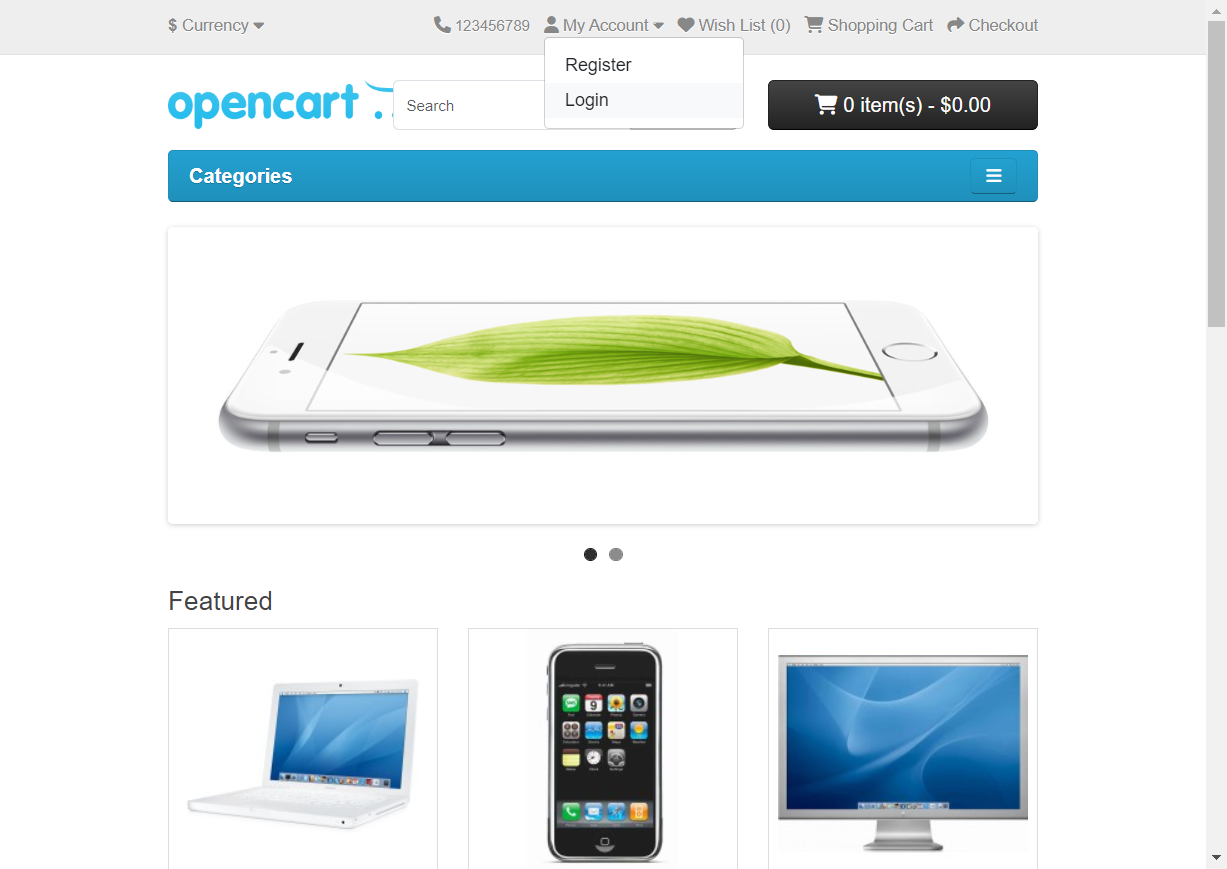 $ Currency
123456789
My Account
Wish List (0)
Shopping Cart
Checkout
Register
Login
opencart
Search
0 item(s) - $0.00
Categories
Featured
9